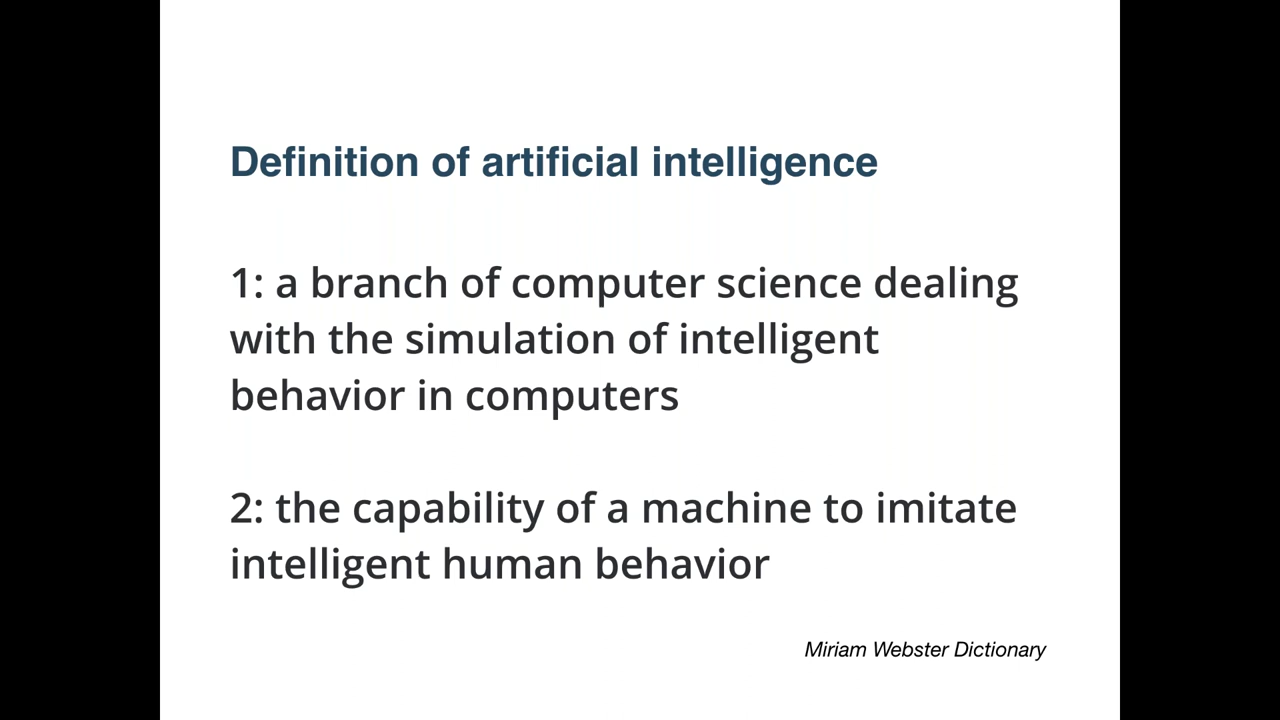 Definition of artificial intelligence
1: a branch of computer science dealing
with the simulation of intelligent
behavior in computers
2: the capability of a machine to imitate
intelligent human behavior
Miriam Webster Dictionary